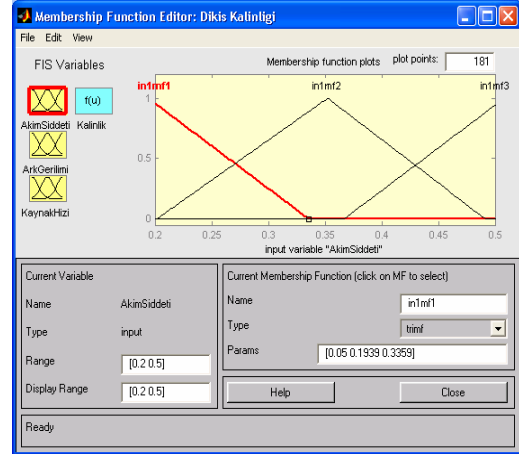 Membership Function Editor: Dikis Kalinligi
File Edit View
FIS Variables
Membership function plots plot points: 181
f(u)
AkimSiddeti Kalinlik
ArkGerilimi
KaynakHizi
in1mf1 in1mf2 in1mf3
1
0.5
0
0.2 0.25 0.3 0.35 0.4 0.45 0.5
input variable "AkimSiddeti"
Current Variable
Name AkimSiddeti
Type input
Range [0.2 0.5]
Display Range [0.2 0.5]
Current Membership Function (click on MF to select)
Name in1mf1
Type trimf
Params [0.05 0.1939 0.3359]
Help Close
Ready